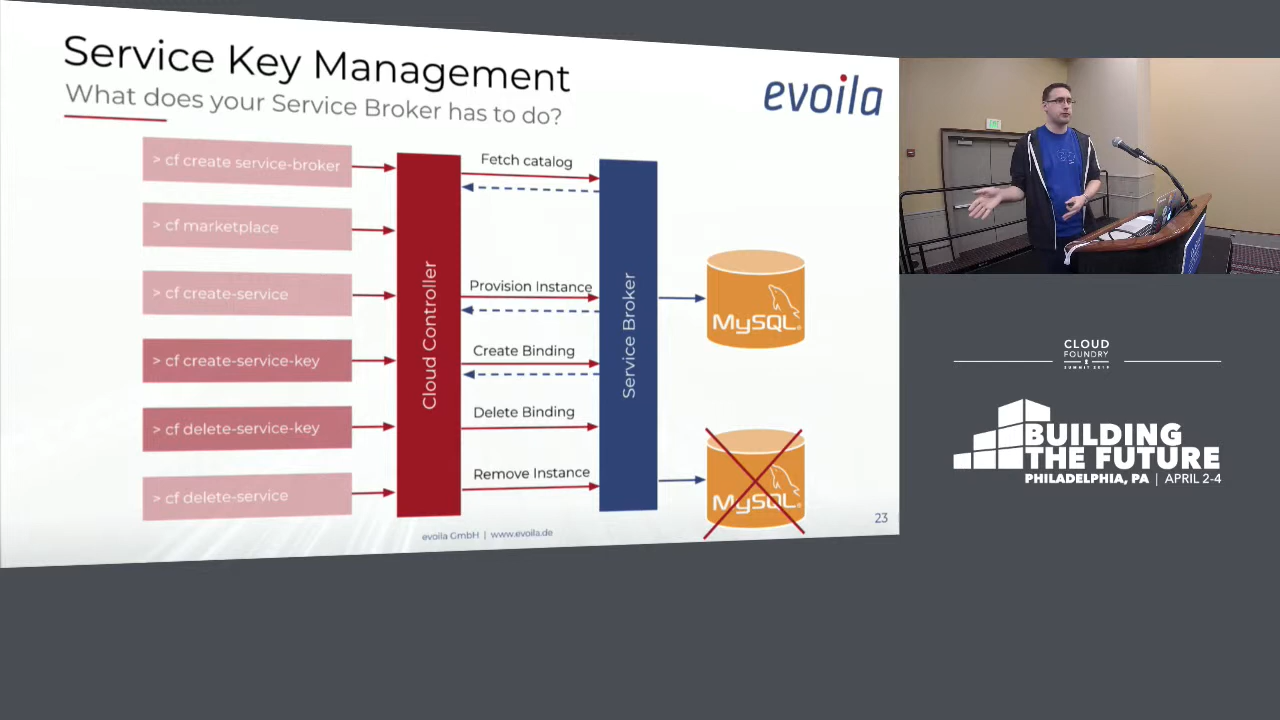 Service Key Management
What does your Service Broker has to do?
evoila
> cf create service-broker
> cf marketplace
> cf create-service
> cf create-service-key
> cf delete-service-key
> cf delete-service
Cloud Controller
Fetch catalog
Provision Instance
Create Binding
Delete Binding
Remove Instance
Service Broker
MySQL®
MySQL®
evoila GmbH | www.evoila.de
23
EXIT
CLOUD
FOUNDRY
SUMMIT 2019
BUILDING
THE FUTURE
PHILADELPHIA, PA | APRIL 2-4